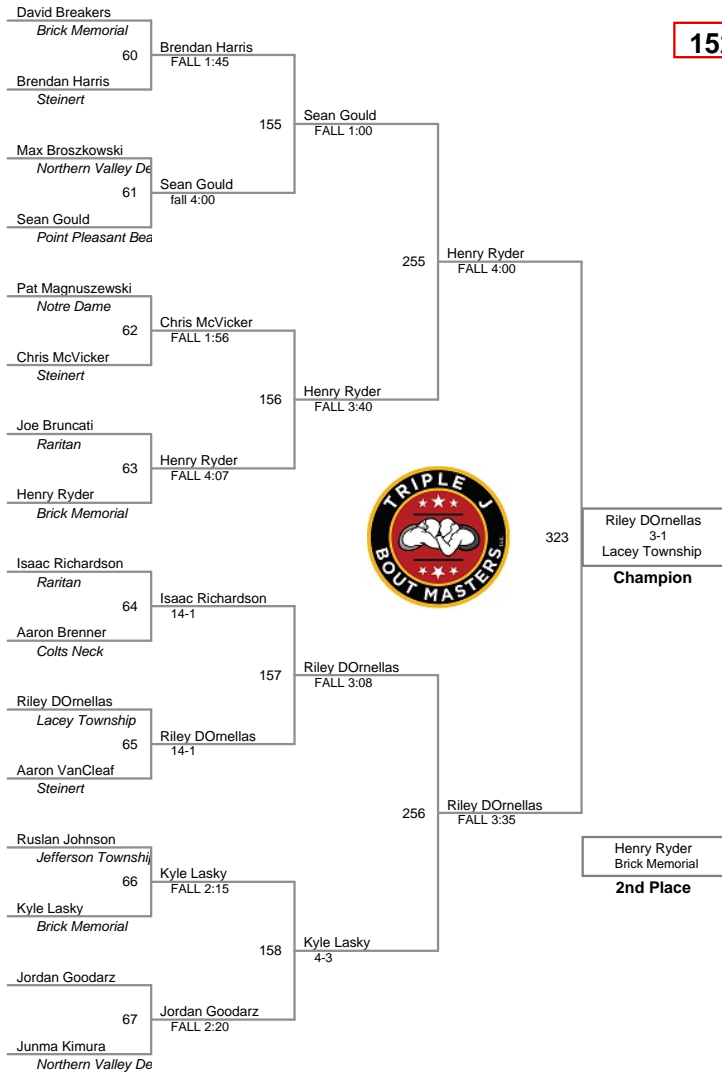 David Breakers
Brick Memorial
60
Brendan Harris
FALL 1:45
Brendan Harris
Steinert
155
Sean Gould
FALL 1:00
Max Broszkowski
Northern Valley De
61
Sean Gould
fall 4:00
Sean Gould
Point Pleasant Bea
255
Henry Ryder
FALL 4:00
Pat Magnuszewski
Notre Dame
62
Chris McVicker
FALL 1:56
Chris McVicker
Steinert
156
Henry Ryder
FALL 3:40
Joe Bruncati
Raritan
63
Henry Ryder
FALL 4:07
Henry Ryder
Brick Memorial
TRIPLE J
BOUT MASTERS
323
Riley DOrnellas
3-1
Lacey Township
Champion
Isaac Richardson
Raritan
64
Isaac Richardson
14-1
Aaron Brenner
Colts Neck
157
Riley DOrnellas
FALL 3:08
Riley DOrnellas
Lacey Township
65
Riley DOrnellas
14-1
Aaron VanCleaf
Steinert
256
Riley DOrnellas
FALL 3:35
Ruslan Johnson
Jefferson Township
66
Kyle Lasky
FALL 2:15
Kyle Lasky
Brick Memorial
158
Kyle Lasky
4-3
Jordan Goodarz
67
Jordan Goodarz
FALL 2:20
Junma Kimura
Northern Valley De
Henry Ryder
Brick Memorial
2nd Place